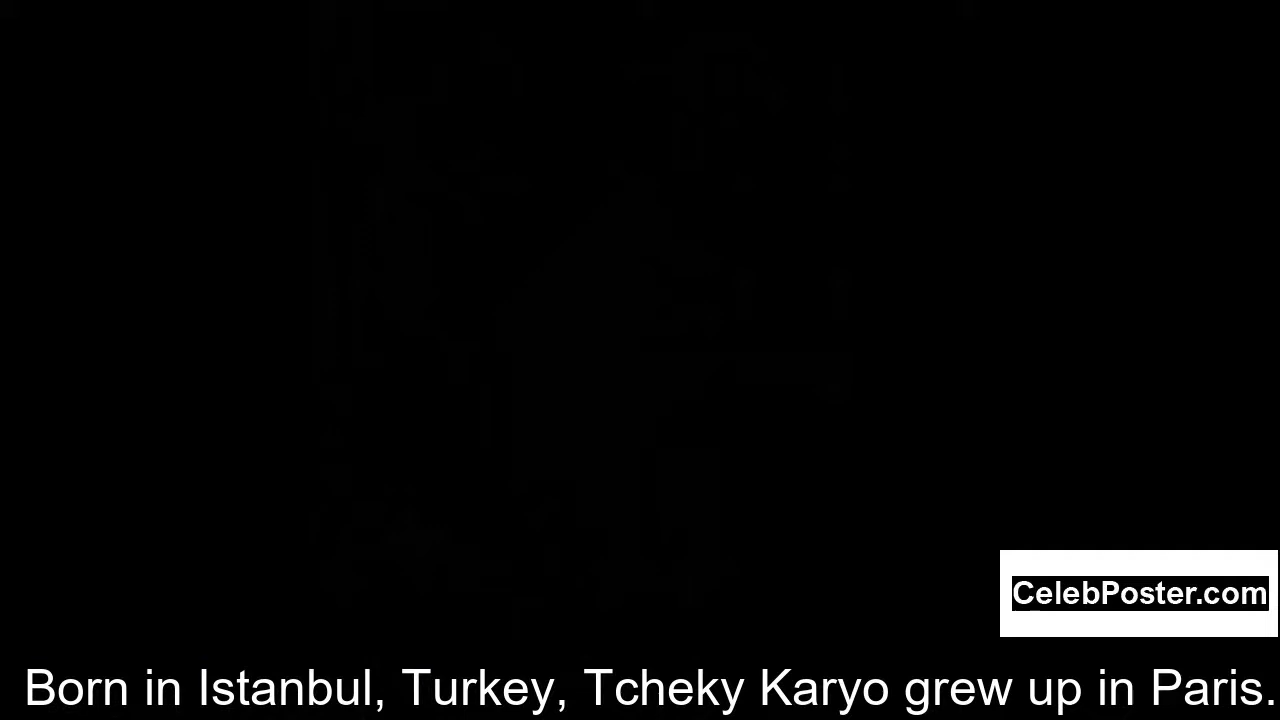 CelebPoster.com
Born in Istanbul, Turkey, Tcheky Karyo grew up in Paris.